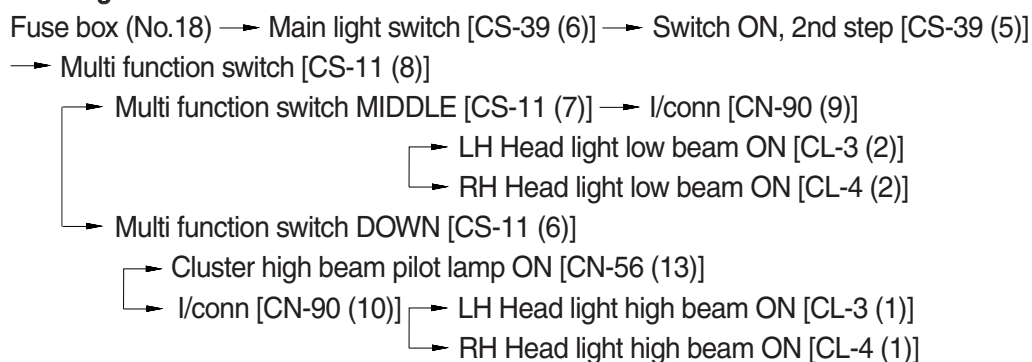 Fuse box (No.18) → Main light switch [CS-39 (6)] → Switch ON, 2nd step [CS-39 (5)]
→ Multi function switch [CS-11 (8)]
→ Multi function switch MIDDLE [CS-11 (7)] → I/conn [CN-90 (9)]
→ LH Head light low beam ON [CL-3 (2)]
→ RH Head light low beam ON [CL-4 (2)]
→ Multi function switch DOWN [CS-11 (6)]
→ Cluster high beam pilot lamp ON [CN-56 (13)]
→ I/conn [CN-90 (10)] → LH Head light high beam ON [CL-3 (1)]
→ RH Head light high beam ON [CL-4 (1)]